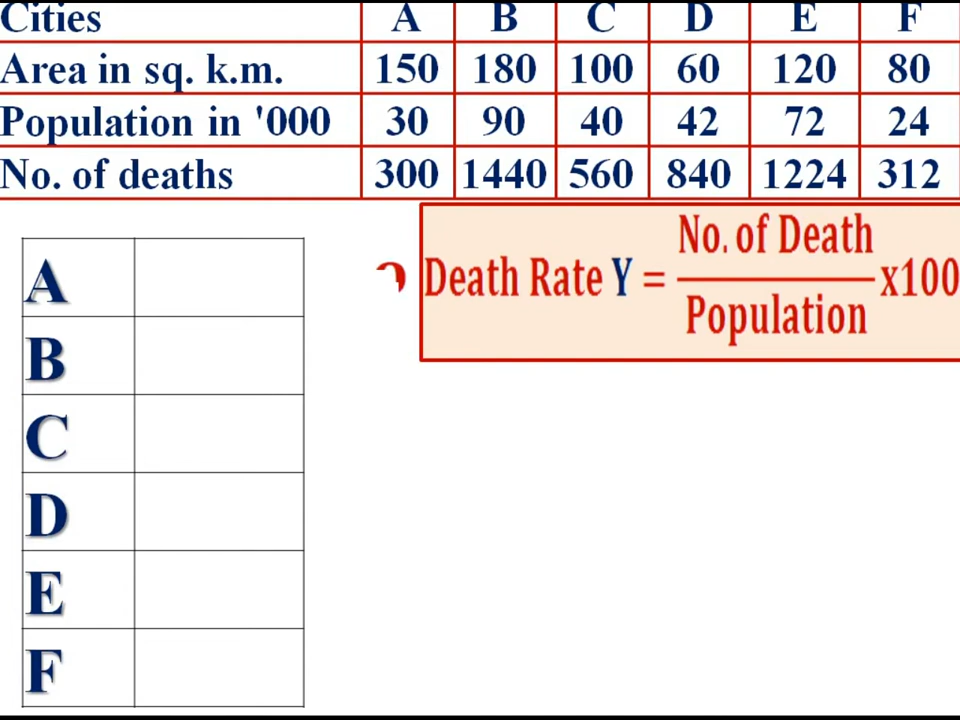 Cities A B C D E F
Area in sq. k.m. 150 180 100 60 120 80
Population in '000 30 90 40 42 72 24
No. of deaths 300 1440 560 840 1224 312
No. of Death
Death Rate Y = x100
Population
A
B
C
D
E
F